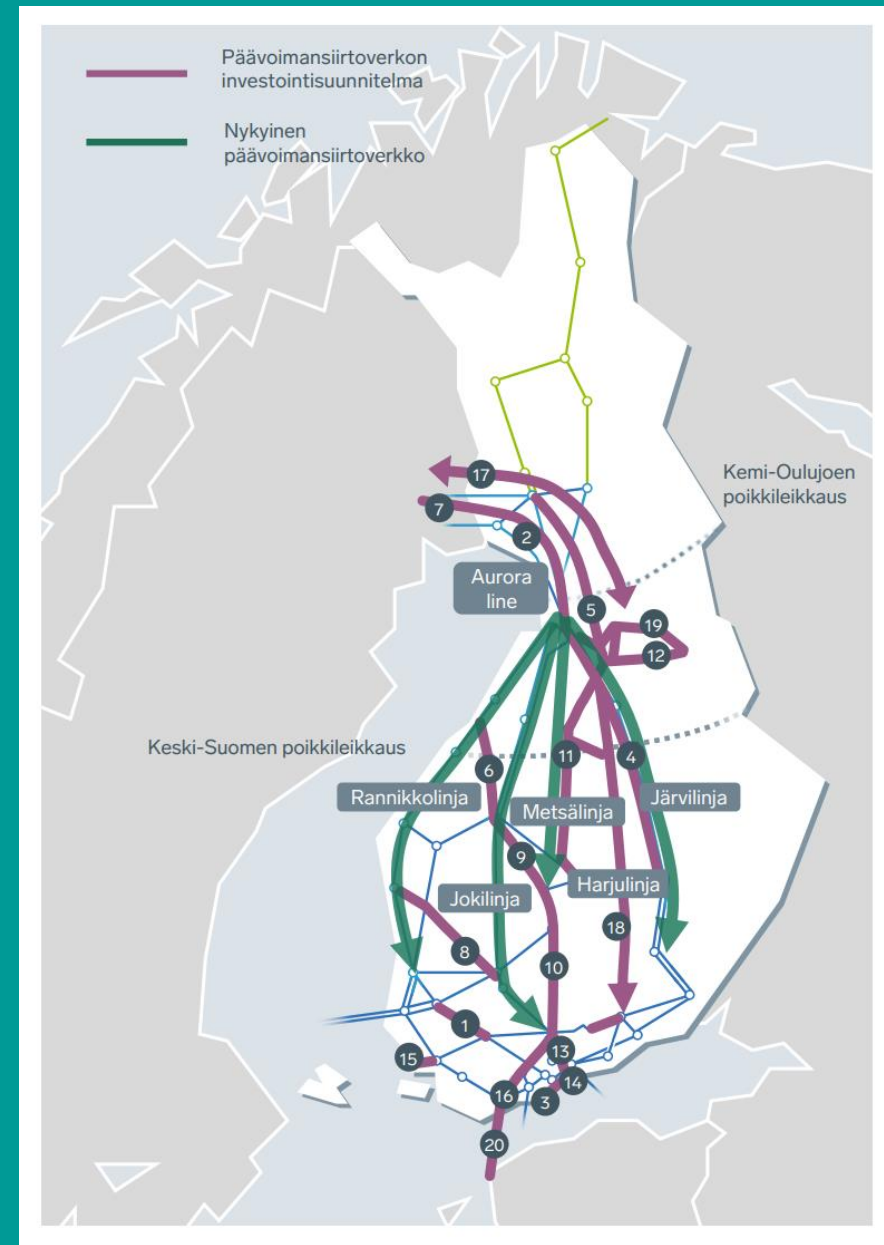 Päävoimansiirtoverkon
investointisuunnitelma
Nykyinen
päävoimansiirtoverkko
17
Kemi-Oulujoen
poikkileikkaus
7
2
Aurora
line
5
19
12
Keski-Suomen poikkileikkaus
11
4
6
Rannikkolinja
Metsälinja
Järvilinja
9
Jokilinja
Harjulinja
18
8
10
1
13
15
14
16
3
20